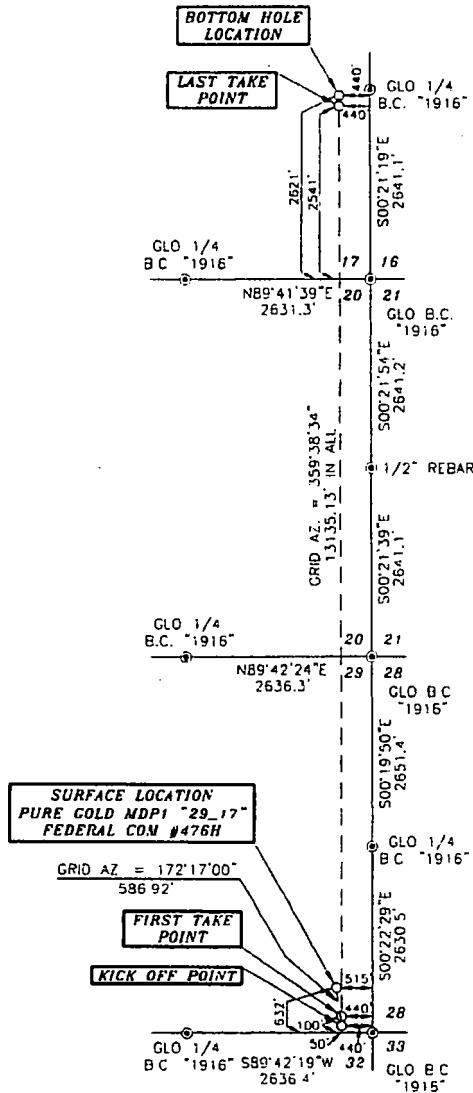 BOTTOM HOLE
LOCATION
LAST TAKE
POINT
440'
GLO 1/4
B.C. "1916"
440'
S00°21'19"E
2641.1'
2621'
2541'
GLO 1/4
B C "1916"
17 16
N89°41'39"E
2631.3'
20 21
GLO B.C.
"1916"
S00°21'54"E
2641.2'
GRID AZ. = 359°38'34"
13135.13' IN ALL
1/2" REBAR
S00°21'39"E
2641.1'
GLO 1/4
B.C. "1916"
20 21
N89°42'24"E
2636.3'
29 28
GLO B C
"1916"
S00°19'50"E
2651.4'
SURFACE LOCATION
PURE GOLD MDP1 "29_17"
FEDERAL COM #476H
GLO 1/4
BC "1916"
GRID AZ = 172°17'00"
586 92'
FIRST TAKE
POINT
S00°22'29"E
2630.5'
KICK OFF POINT
515'
632'
440'
28
100'
33
GLO 1/4
B C "1916"
50'
440'
S89°42'19"W
2636 4'
32
GLO B C
"1915"